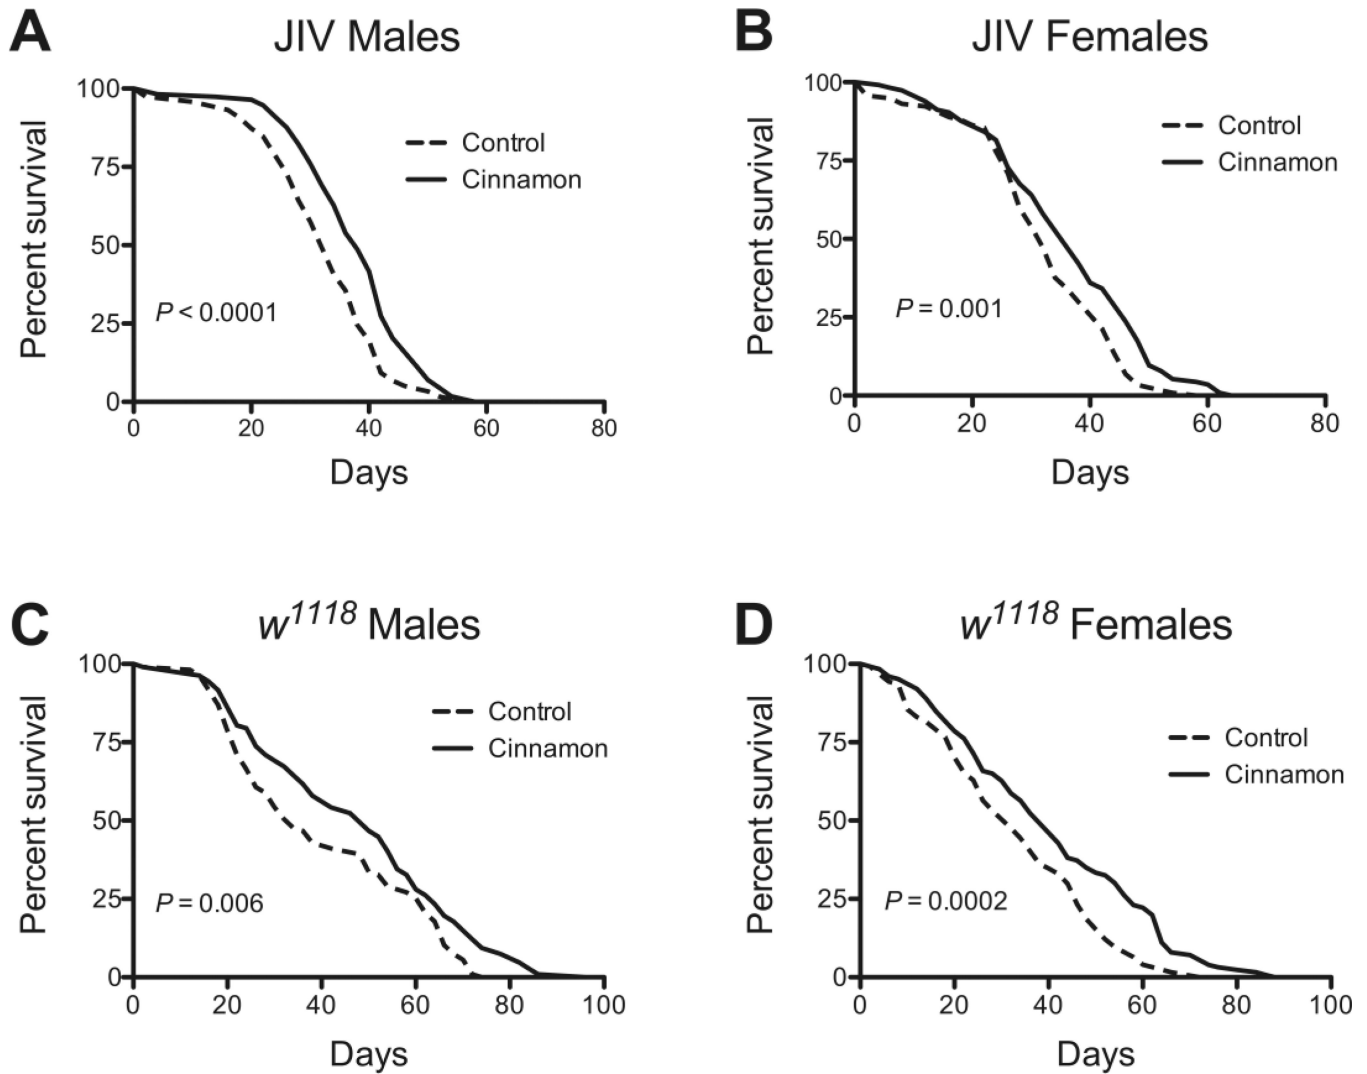 A
JIV Males
100
75
50
25
0
Percent survival
Control
Cinnamon
P < 0.0001
0 20 40 60 80
Days
B
JIV Females
100
75
50
25
0
Percent survival
Control
Cinnamon
P = 0.001
0 20 40 60 80
Days
C
w1118 Males
100
75
50
25
0
Percent survival
Control
Cinnamon
P = 0.006
0 20 40 60 80 100
Days
D
w1118 Females
100
75
50
25
0
Percent survival
Control
Cinnamon
P = 0.0002
0 20 40 60 80 100
Days